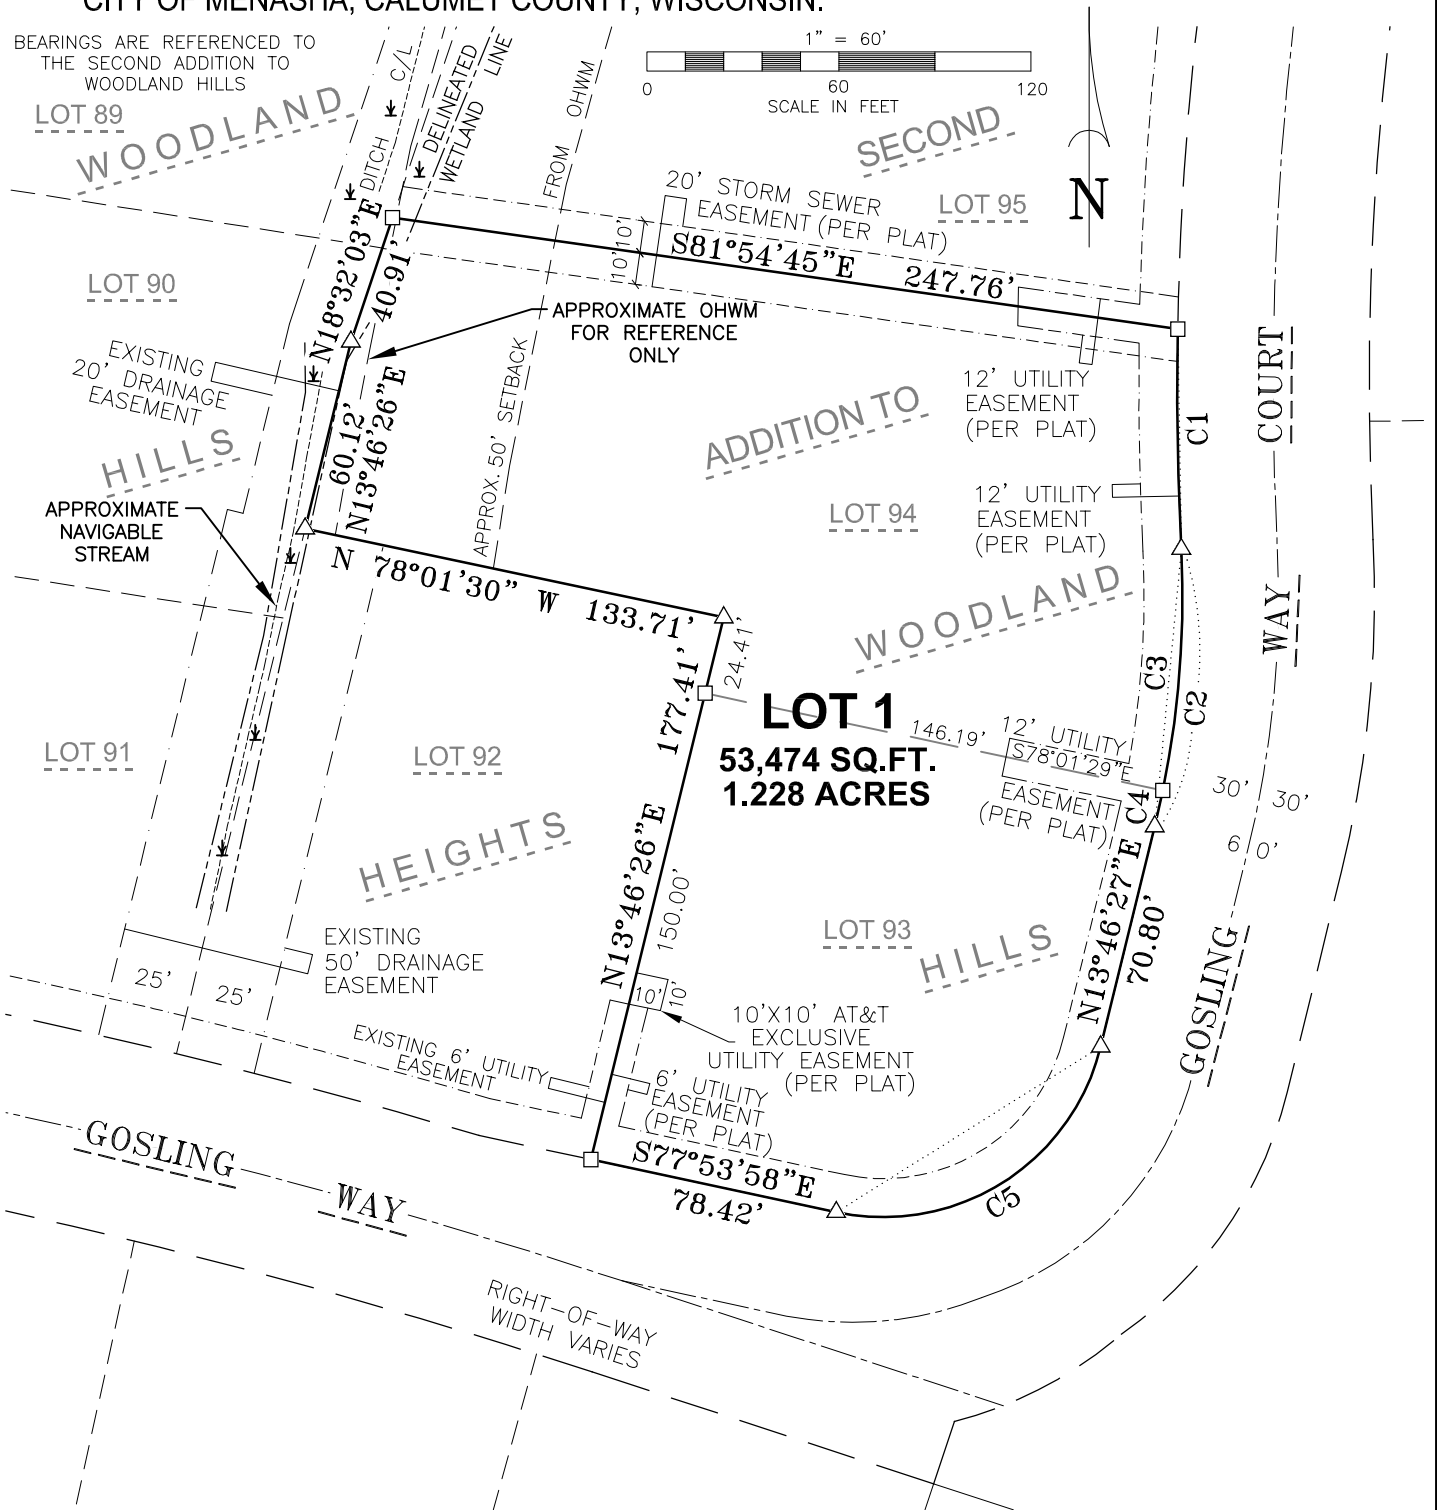 CITY OF MENASHA, CALUMET COUNTY, WISCONSIN.
BEARINGS ARE REFERENCED TO
THE SECOND ADDITION TO
WOODLAND HILLS
1" = 60'
0 60 120
SCALE IN FEET
N
LOT 89
WOODLAND
DITCH C/L
DELINEATED
WETLAND LINE
FROM OHWM
SECOND
LOT 95
20' STORM SEWER
EASEMENT (PER PLAT)
10' 10'
10'
S81°54'45"E 247.76'
N18°32'03"E
40.91'
LOT 90
APPROXIMATE OHWM
FOR REFERENCE
ONLY
EXISTING
20' DRAINAGE
EASEMENT
60.12'
N13°46'26"E
APPROX. 50' SETBACK
12' UTILITY
EASEMENT
(PER PLAT)
C1
COURT
ADDITION TO
HILLS
APPROXIMATE
NAVIGABLE
STREAM
LOT 94
12' UTILITY
EASEMENT
(PER PLAT)
N 78°01'30" W 133.71'
WOODLAND
WAY
24.41'
177.41'
C3
C2
LOT 1
53,474 SQ.FT.
1.228 ACRES
146.19'
12' UTILITY
S78°01'29"E
EASEMENT
(PER PLAT)
C4
30' 30'
60'
LOT 91
LOT 92
HEIGHTS
N13°46'26"E
150.00'
LOT 93
HILLS
N13°46'27"E
70.80'
GOSLING
EXISTING
50' DRAINAGE
EASEMENT
25' 25'
10' 10'
10'X10' AT&T
EXCLUSIVE
UTILITY EASEMENT
(PER PLAT)
EXISTING 6' UTILITY
EASEMENT
6' UTILITY
EASEMENT
(PER PLAT)
S77°53'58"E
78.42'
C5
GOSLING
WAY
RIGHT-OF-WAY
WIDTH VARIES